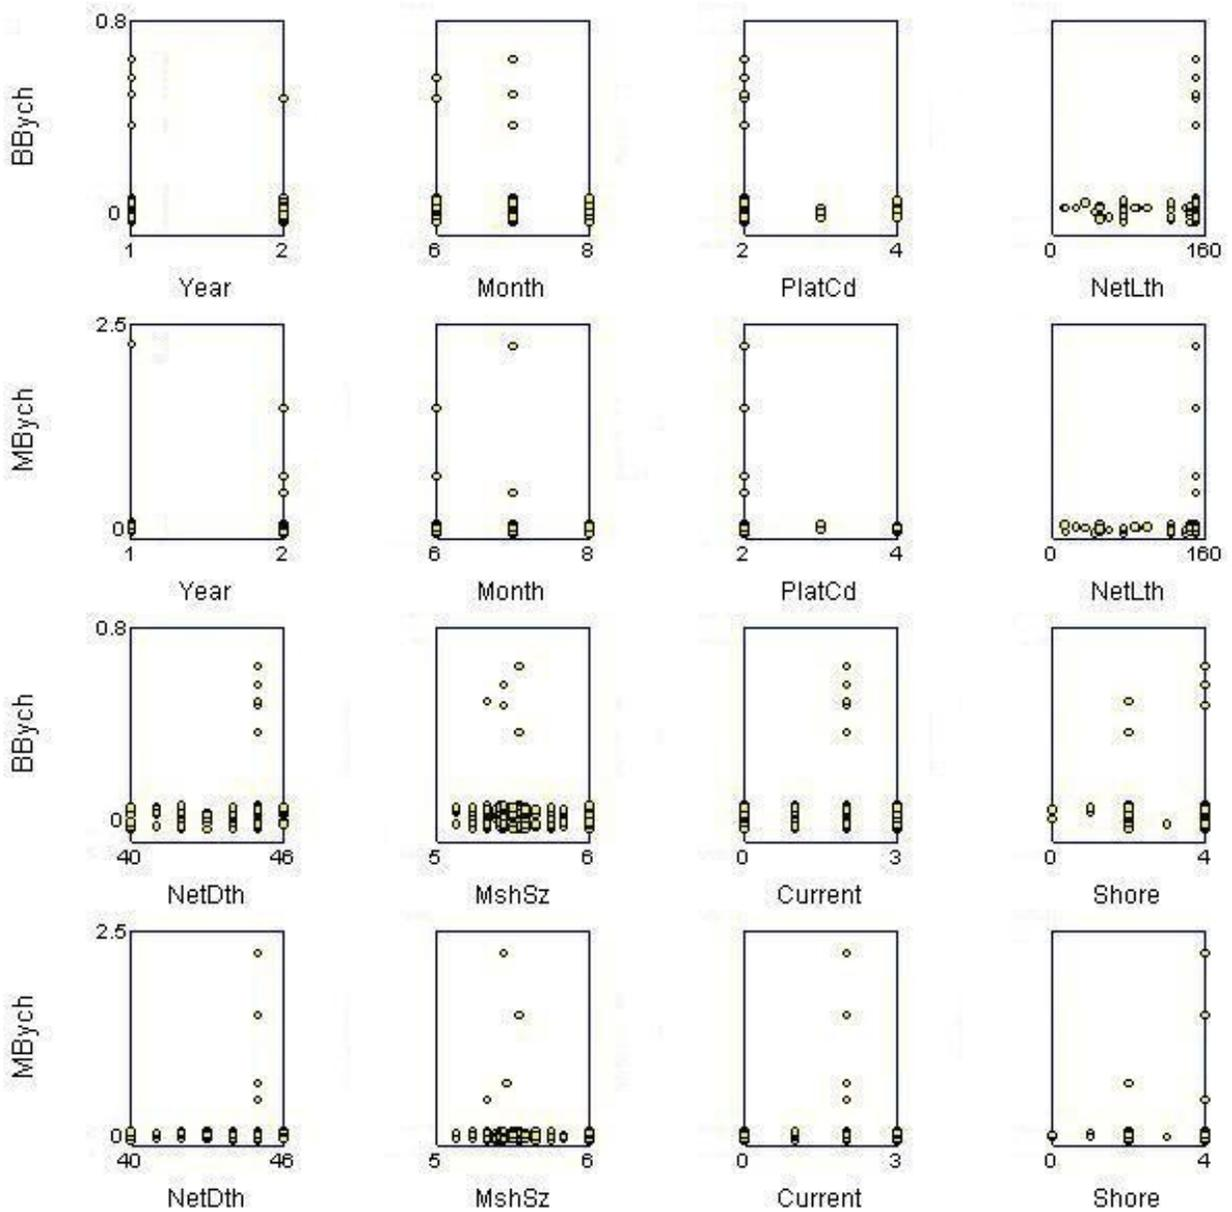 0.8
BBych
0
1 2 6 8 2 4 0 160
Year Month PlatCd NetLth
2.5
MBych
0
1 2 6 8 2 4 0 160
Year Month PlatCd NetLth
0.8
BBych
0
40 46 5 6 0 3 0 4
NetDth MshSz Current Shore
2.5
MBych
0
40 46 5 6 0 3 0 4
NetDth MshSz Current Shore